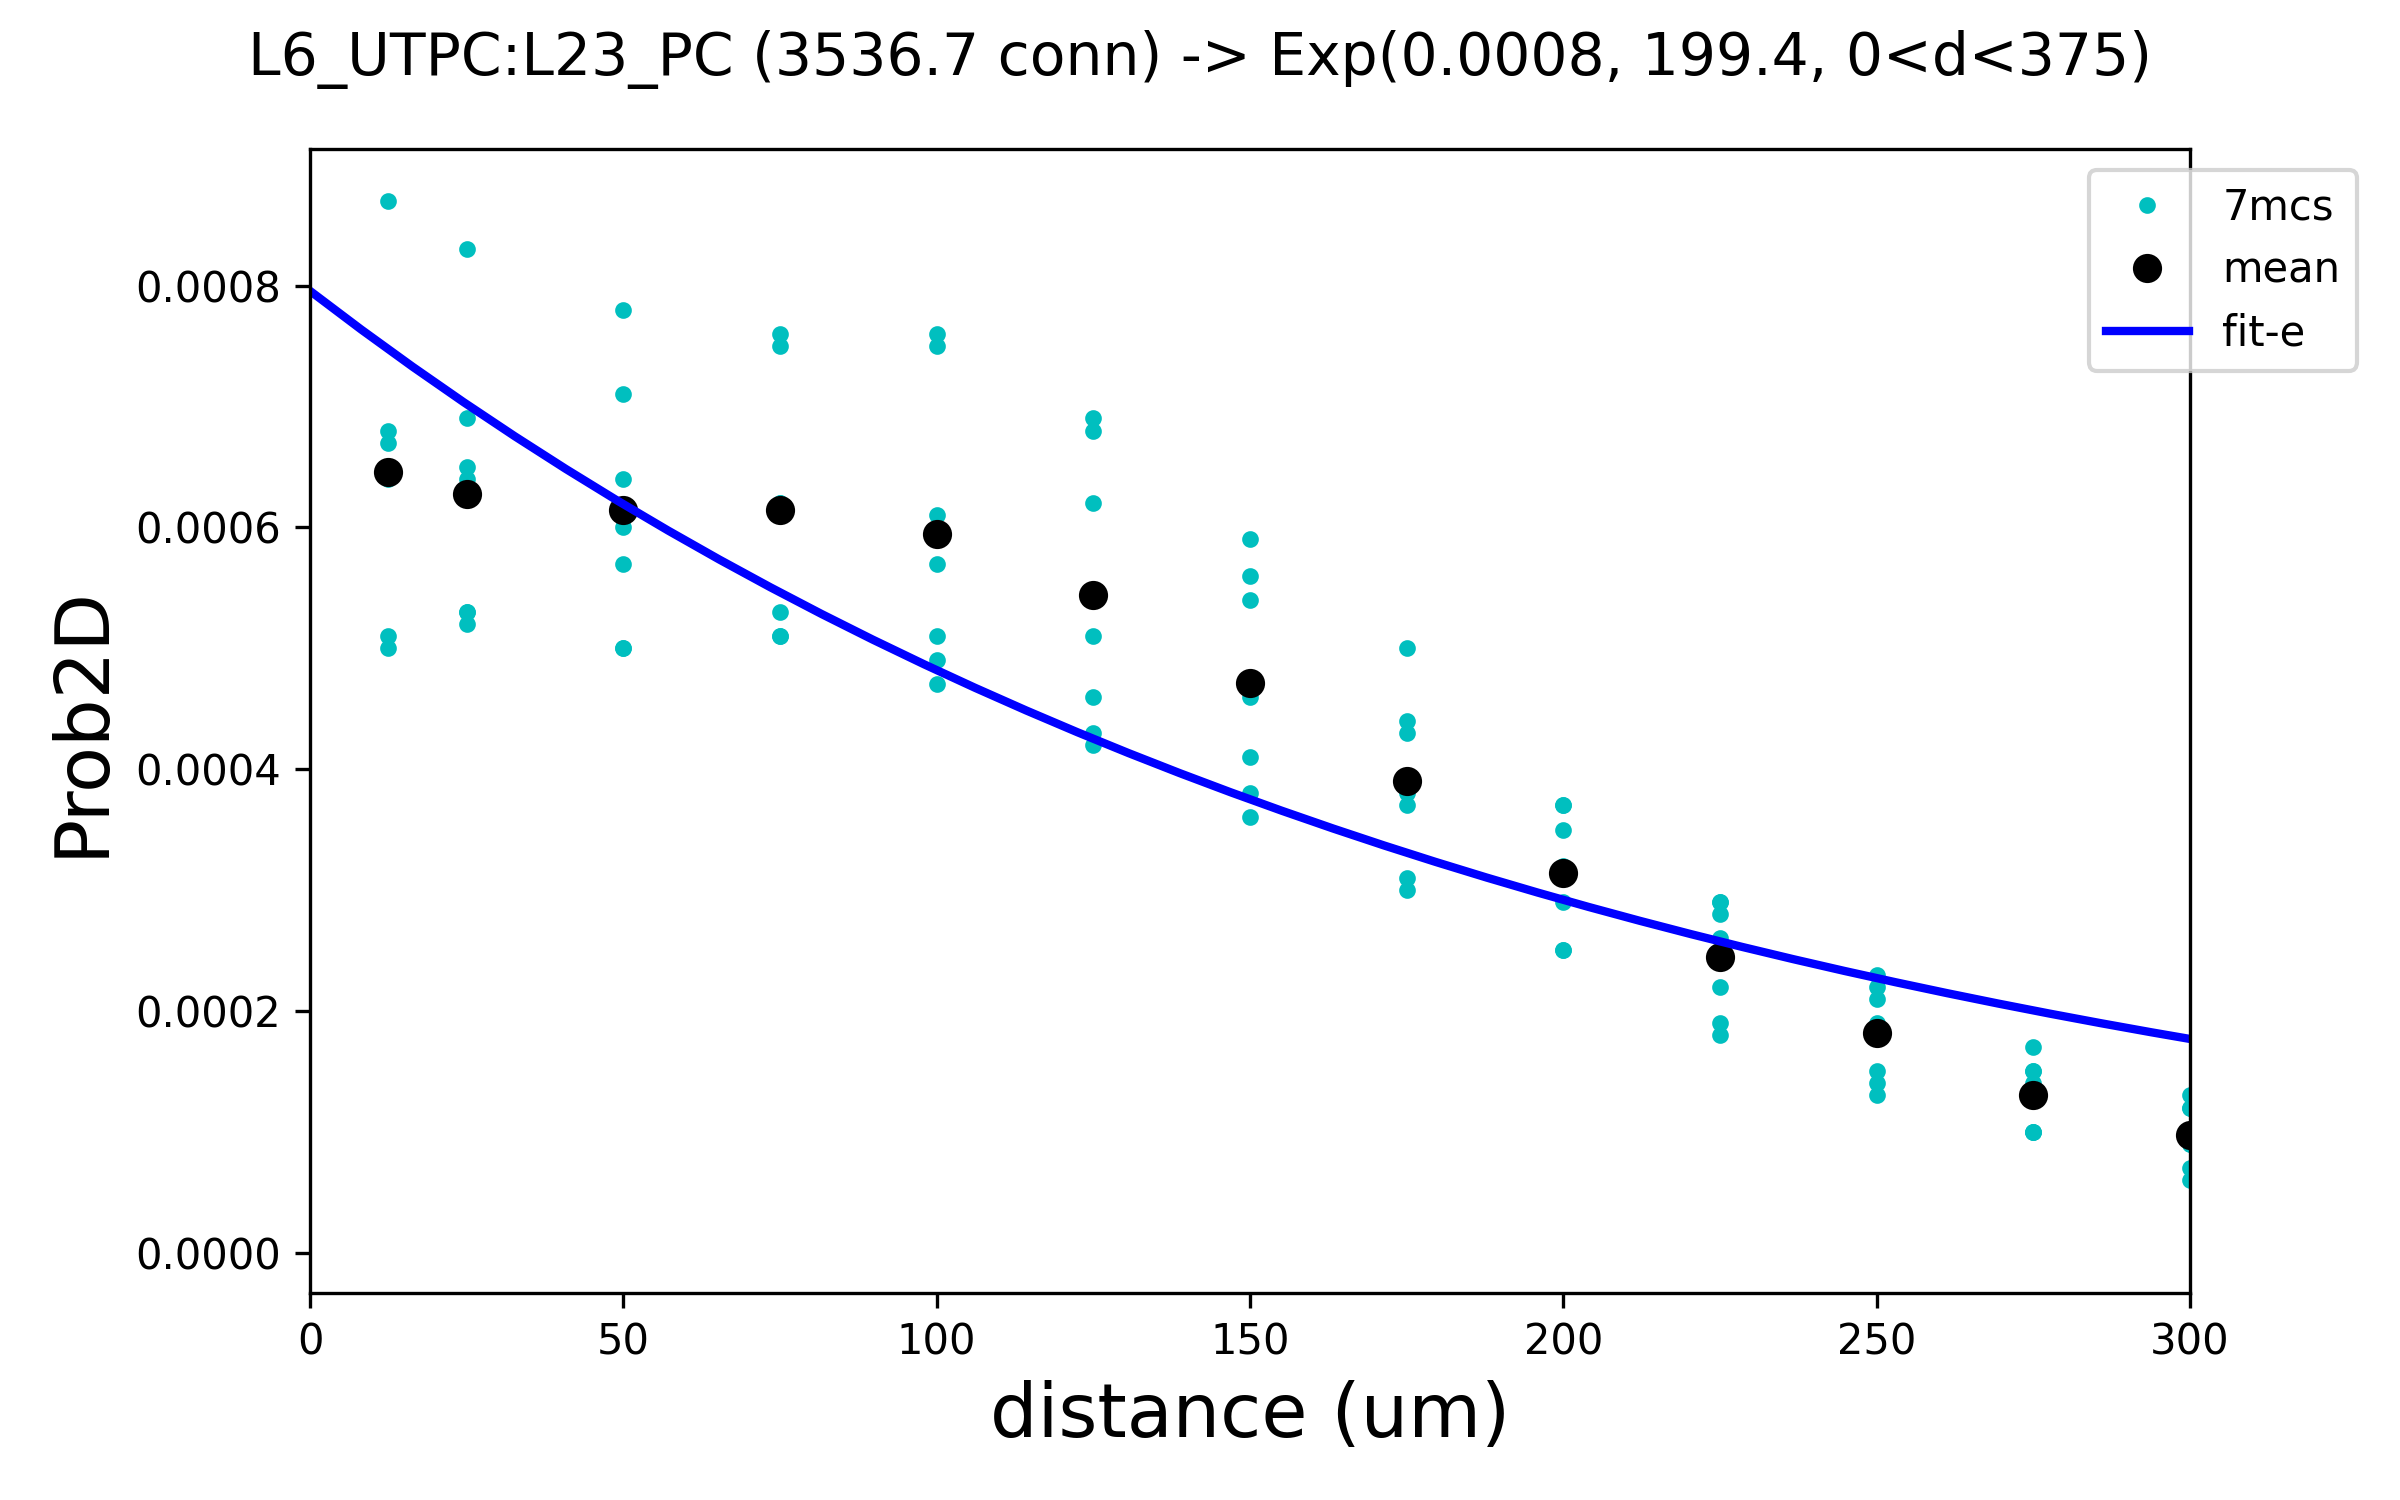 L6_UTPC:L23_PC (3536.7 conn) -> Exp(0.0008, 199.4, 0<d<375)
7mcs
mean
fit-e
Prob2D
0.0008
0.0006
0.0004
0.0002
0.0000
0 50 100 150 200 250 300
distance (um)